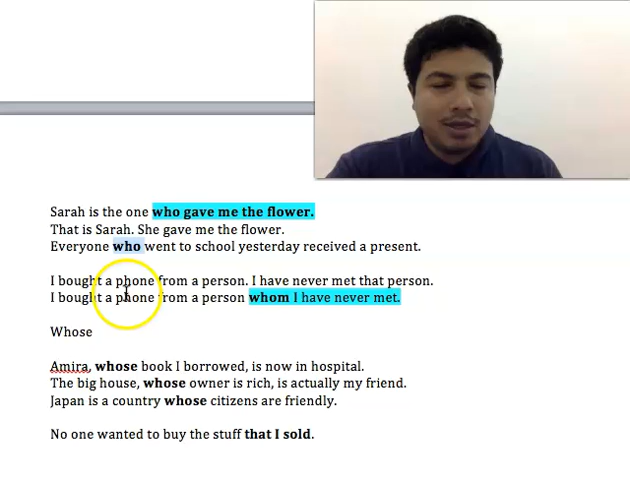 Sarah is the one who gave me the flower.
That is Sarah. She gave me the flower.
Everyone who went to school yesterday received a present.
I bought a phone from a person. I have never met that person.
I bought a phone from a person whom I have never met.
Whose
Amira, whose book I borrowed, is now in hospital.
The big house, whose owner is rich, is actually my friend.
Japan is a country whose citizens are friendly.
No one wanted to buy the stuff that I sold.